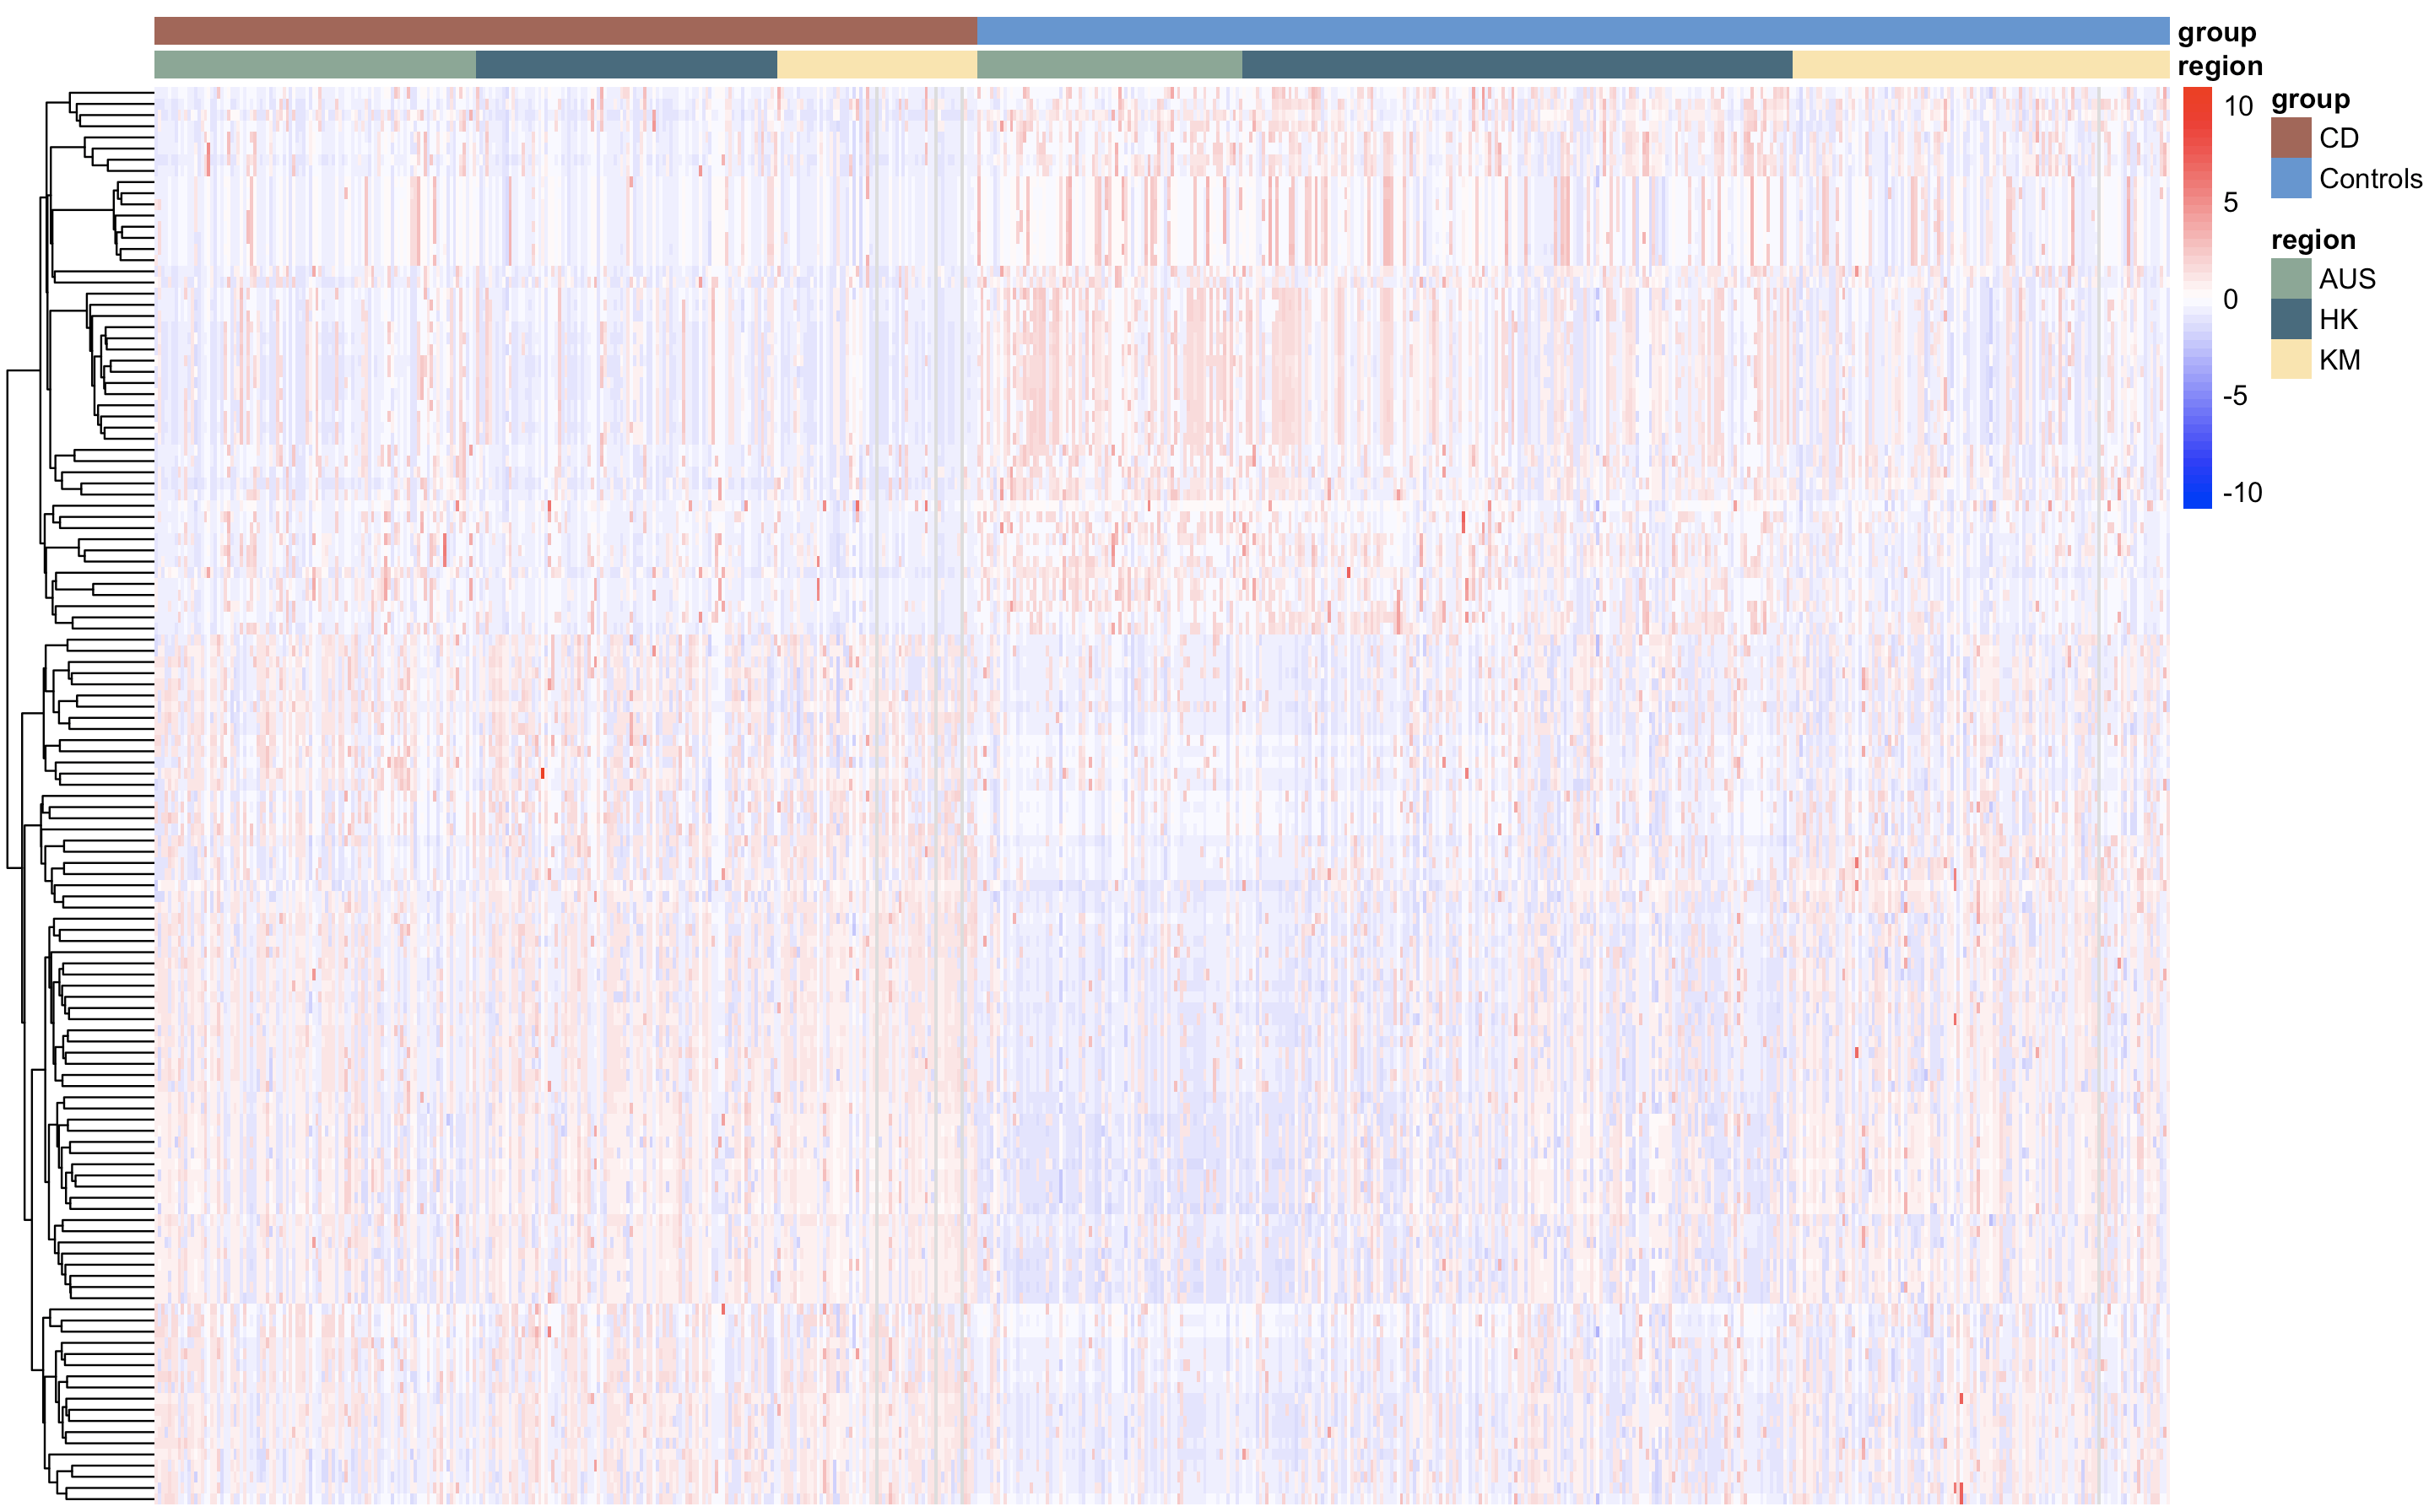 group
region
10
5
0
-5
-10
group
CD
Controls
region
AUS
HK
KM